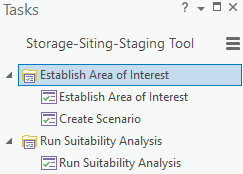 Tasks
Storage-Siting-Staging Tool
Establish Area of Interest
Establish Area of Interest
Create Scenario
Run Suitability Analysis
Run Suitability Analysis